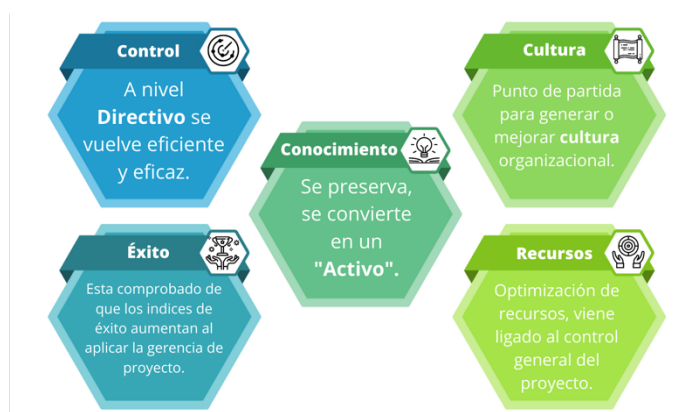 Control
A nivel
Directivo se
vuelve eficiente
y eficaz.
Cultura
Punto de partida
para generar o
mejorar cultura
organizacional.
Conocimiento
Se preserva,
se convierte
en un
"Activo".
Éxito
Esta comprobado de
que los indices de
éxito aumentan al
aplicar la gerencia de
proyecto.
Recursos
Optimización de
recursos, viene
ligado al control
general del
proyecto.